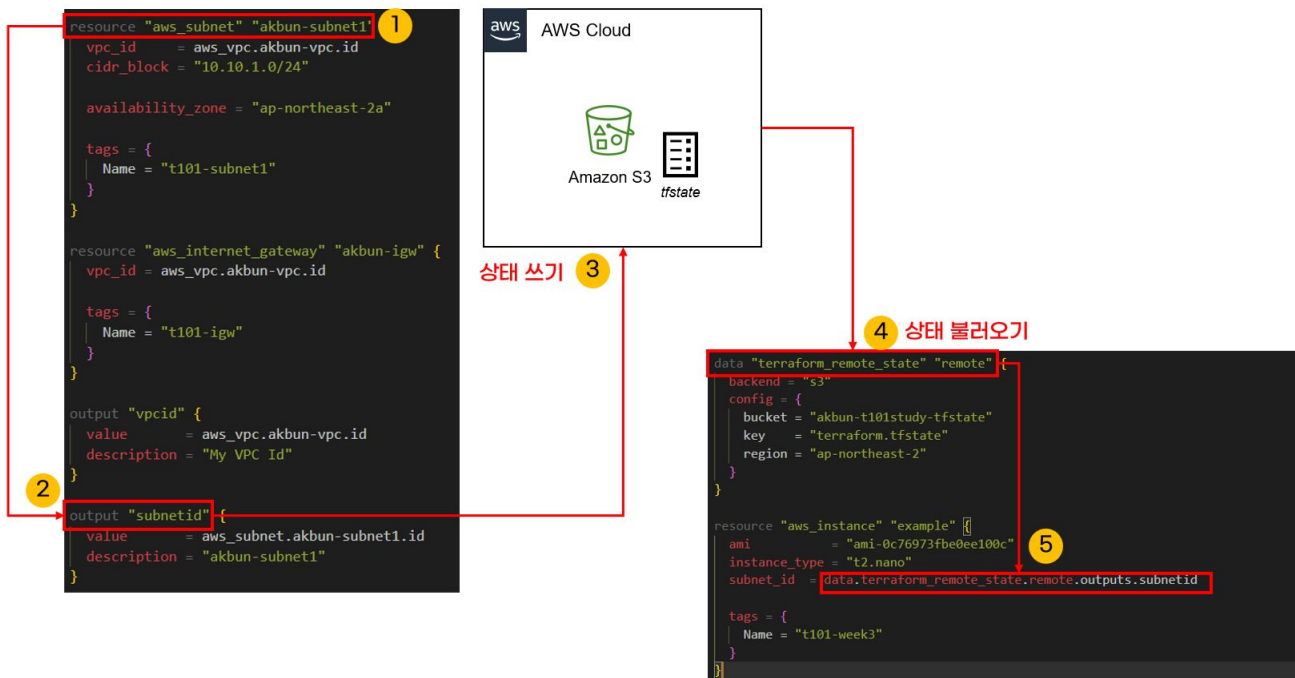 resource "aws_subnet" "akbun-subnet1"
1
vpc_id = aws_vpc.akbun-vpc.id
cidr_block = "10.10.1.0/24"
availability_zone = "ap-northeast-2a"
tags = {
Name = "t101-subnet1"
}
}
resource "aws_internet_gateway" "akbun-igw" {
vpc_id = aws_vpc.akbun-vpc.id
tags = {
Name = "t101-igw"
}
}
output "vpcid" {
value = aws_vpc.akbun-vpc.id
description = "My VPC Id"
}
2
output "subnetid" {
value = aws_subnet.akbun-subnet1.id
description = "akbun-subnet1"
}
aws
AWS Cloud
Amazon S3
tfstate
상태 쓰기 3
4 상태 불러오기
data "terraform_remote_state" "remote" {
backend = "s3"
config = {
bucket = "akbun-t101study-tfstate"
key = "terraform.tfstate"
region = "ap-northeast-2"
}
}
resource "aws_instance" "example" {
ami = "ami-0c76973fbe0ee100c"
5
instance_type = "t2.nano"
subnet_id = data.terraform_remote_state.remote.outputs.subnetid
tags = {
Name = "t101-week3"
}
}